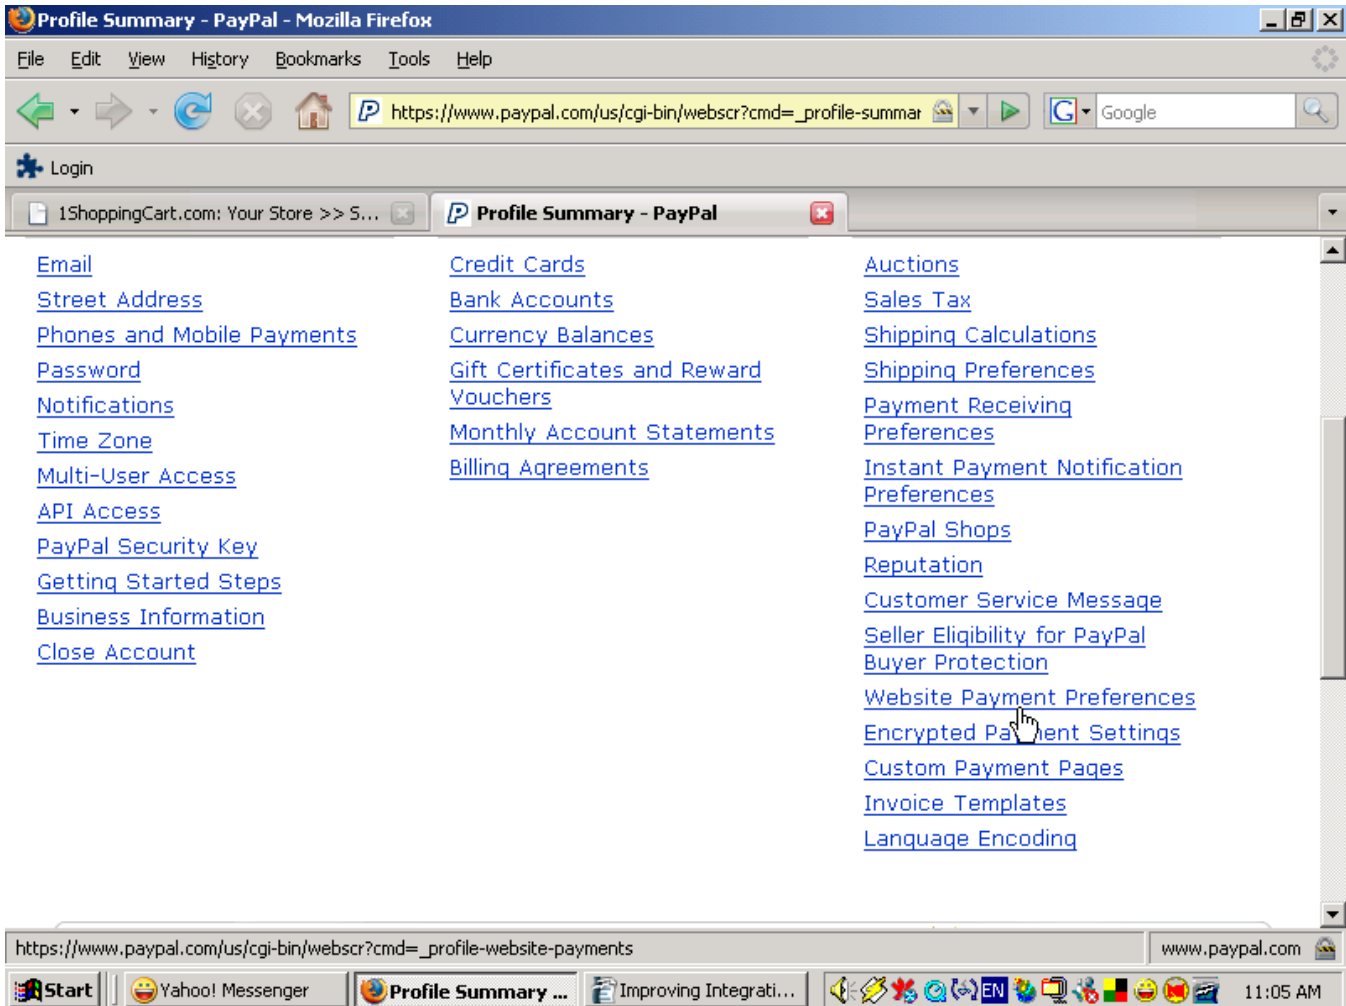 Profile Summary - PayPal - Mozilla Firefox
File Edit View History Bookmarks Tools Help
https://www.paypal.com/us/cgi-bin/webscr?cmd=_profile-summar
Google
Login
1ShoppingCart.com: Your Store >> S...
Profile Summary - PayPal
Email
Street Address
Phones and Mobile Payments
Password
Notifications
Time Zone
Multi-User Access
API Access
PayPal Security Key
Getting Started Steps
Business Information
Close Account
Credit Cards
Bank Accounts
Currency Balances
Gift Certificates and Reward
Vouchers
Monthly Account Statements
Billing Agreements
Auctions
Sales Tax
Shipping Calculations
Shipping Preferences
Payment Receiving
Preferences
Instant Payment Notification
Preferences
PayPal Shops
Reputation
Customer Service Message
Seller Eligibility for PayPal
Buyer Protection
Website Payment Preferences
Encrypted Payment Settings
Custom Payment Pages
Invoice Templates
Language Encoding
https://www.paypal.com/us/cgi-bin/webscr?cmd=_profile-website-payments
www.paypal.com
Start
Yahoo! Messenger
Profile Summary ...
Improving Integrati...
EN
11:05 AM